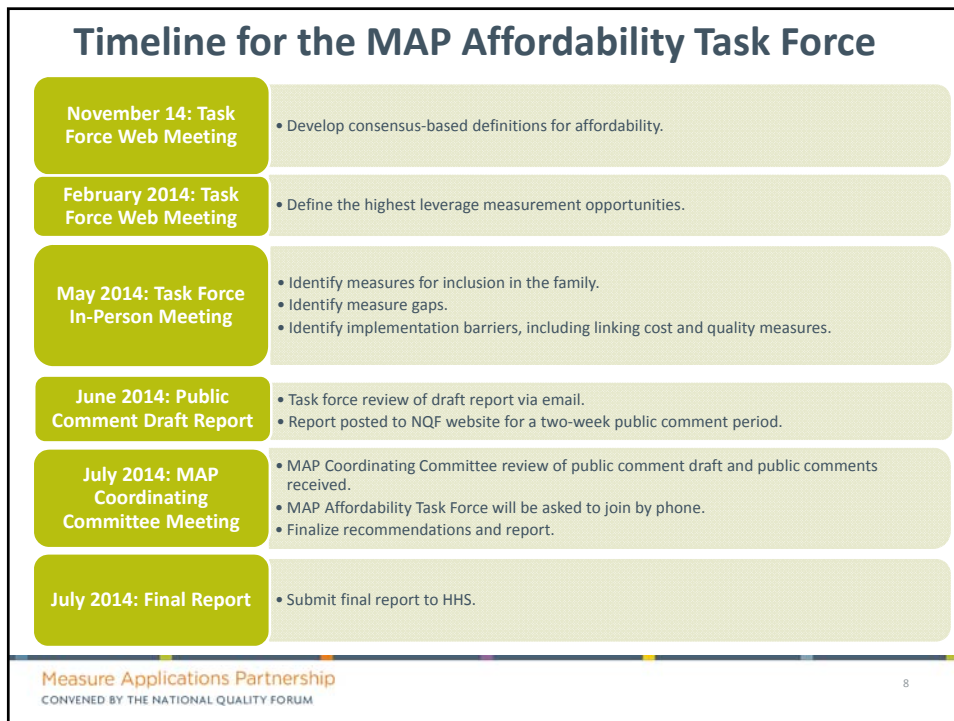 Timeline for the MAP Affordability Task Force
November 14: Task
Force Web Meeting
• Develop consensus-based definitions for affordability.
February 2014: Task
Force Web Meeting
• Define the highest leverage measurement opportunities.
May 2014: Task Force
In-Person Meeting
• Identify measures for inclusion in the family.
• Identify measure gaps.
• Identify implementation barriers, including linking cost and quality measures.
June 2014: Public
Comment Draft Report
• Task force review of draft report via email.
• Report posted to NQF website for a two-week public comment period.
July 2014: MAP
Coordinating
Committee Meeting
• MAP Coordinating Committee review of public comment draft and public comments
received.
• MAP Affordability Task Force will be asked to join by phone.
• Finalize recommendations and report.
July 2014: Final Report
• Submit final report to HHS.
Measure Applications Partnership
CONVENED BY THE NATIONAL QUALITY FORUM
8